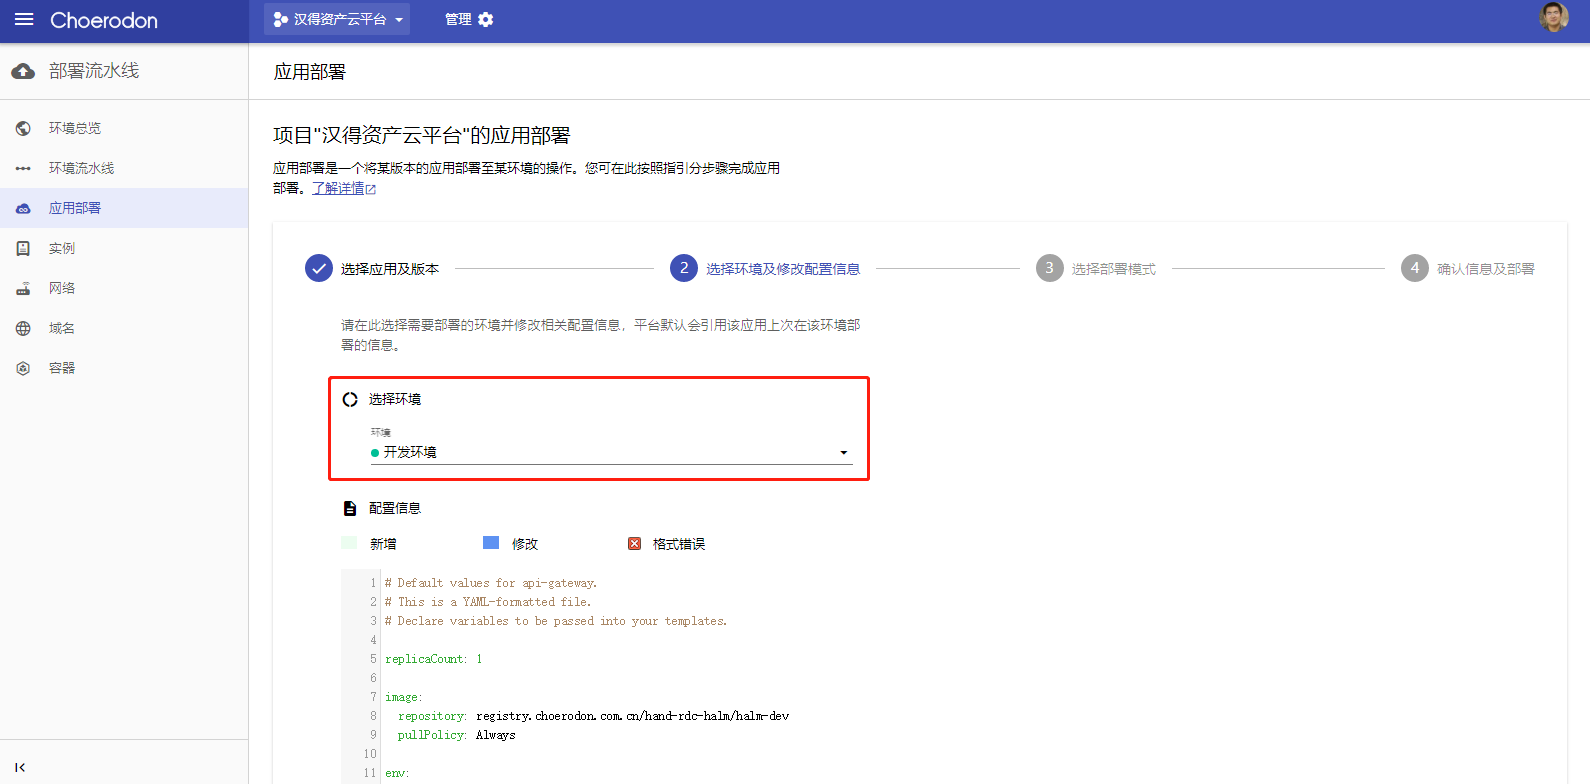 Choerodon
汉得资产云平台
管理
部署流水线
环境总览
环境流水线
应用部署
实例
网络
域名
容器
应用部署
项目"汉得资产云平台"的应用部署
应用部署是一个将某版本的应用部署至某环境的操作。您可在此按照指引分步骤完成应用
部署。了解详情
选择应用及版本
2 选择环境及修改配置信息
3 选择部署模式
4 确认信息及部署
请在此选择需要部署的环境并修改相关配置信息，平台默认会引用该应用上次在该环境部
署的信息。
选择环境
环境
开发环境
配置信息
新增
修改
格式错误
1 # Default values for api-gateway.
2 # This is a YAML-formatted file.
3 # Declare variables to be passed into your templates.
4
5 replicaCount: 1
6
7 image:
8 repository: registry.choerodon.com.cn/hand-rdc-halm/halm-dev
9 pullPolicy: Always
10
11 env: